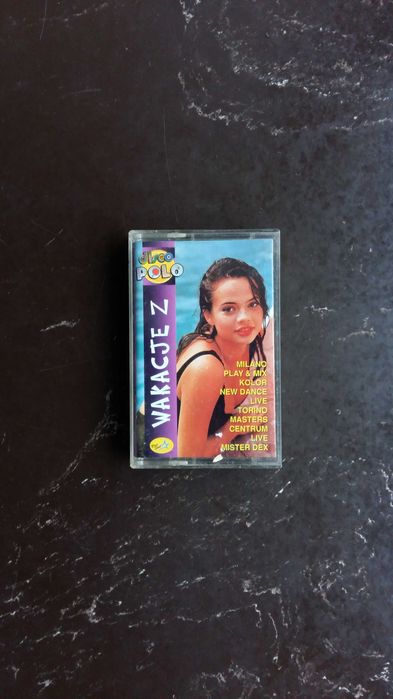 disco
POLO
WAKACJE Z
MILANO
PLAY & MIX
KOLOR
NEW DANCE
LIVE
TORINO
MASTERS
CENTRUM
LIVE
MISTER DEX